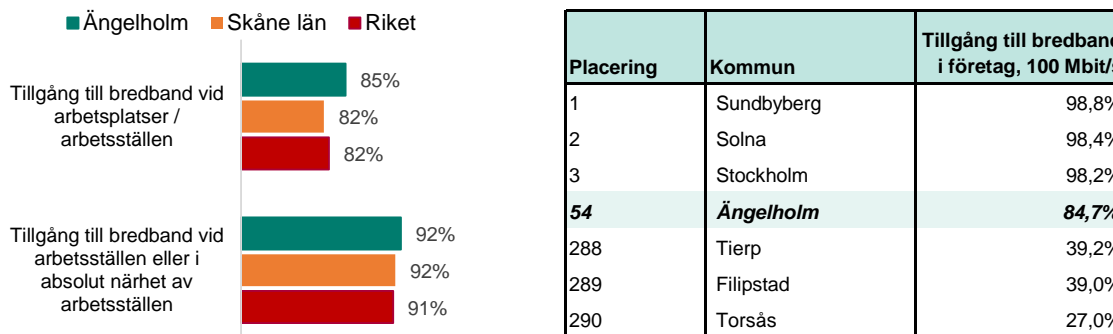 Ängelholm Skåne län Riket
Tillgång till bredband vid
arbetsplatser /
arbetsställen
85%
82%
82%
Tillgång till bredband vid
arbetsställen eller i
absolut närhet av
arbetsställen
92%
92%
91%
Placering Kommun Tillgång till bredband
i företag, 100 Mbit/s
1 Sundbyberg 98,8%
2 Solna 98,4%
3 Stockholm 98,2%
54 Ängelholm 84,7%
288 Tierp 39,2%
289 Filipstad 39,0%
290 Torsås 27,0%